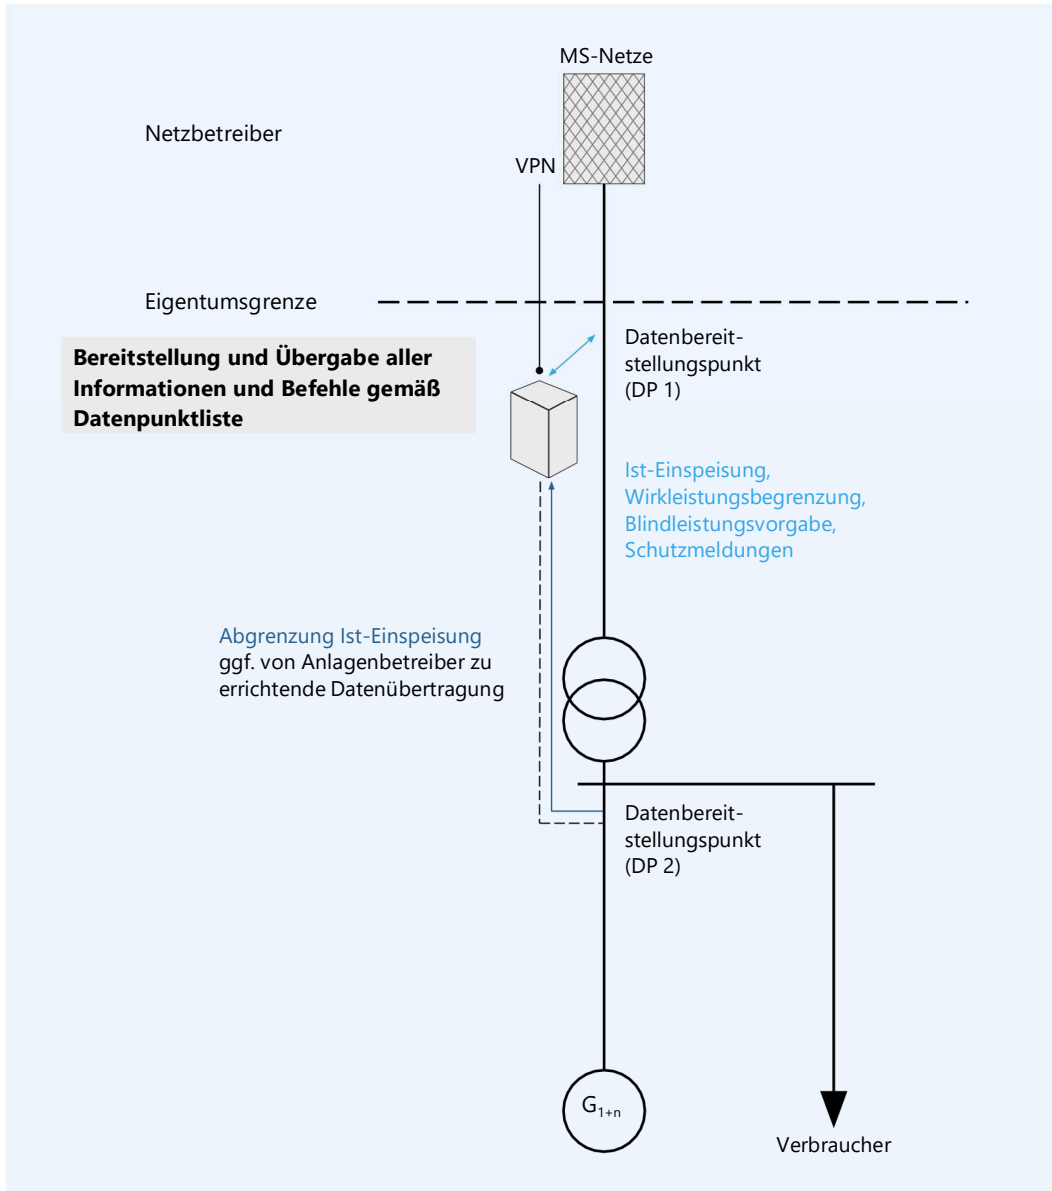 MS-Netze
Netzbetreiber
VPN
Eigentumsgrenze
Bereitstellung und Übergabe aller
Informationen und Befehle gemäß
Datenpunktliste
Datenbereit-
stellungspunkt
(DP 1)
Ist-Einspeisung,
Wirkleistungsbegrenzung,
Blindleistungsvorgabe,
Schutzmeldungen
Abgrenzung Ist-Einspeisung
ggf. von Anlagenbetreiber zu
errichtende Datenübertragung
Datenbereit-
stellungspunkt
(DP 2)
G1+n
Verbraucher